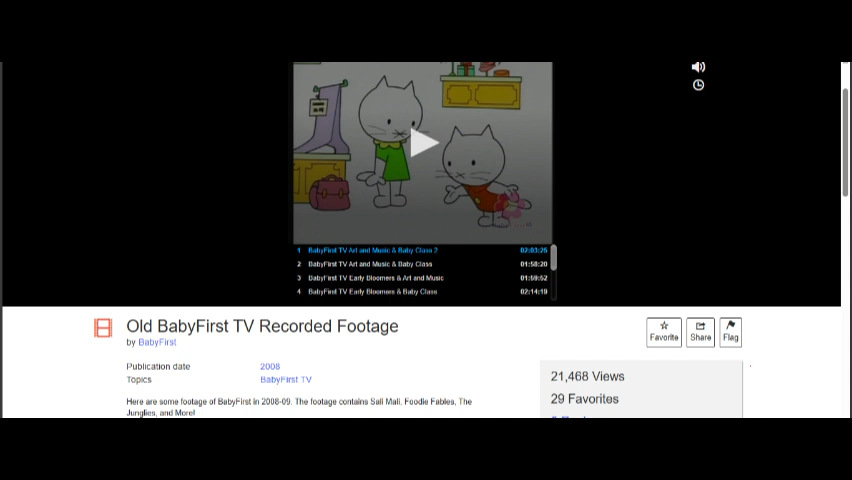 1 BabyFirst TV Art and Music & Baby Class 2 02:03:25
2 BabyFirst TV Art and Music & Baby Class 01:58:20
3 BabyFirst TV Early Bloomers & Art and Music 01:59:52
4 BabyFirst TV Early Bloomers & Baby Class 02:14:19
Old BabyFirst TV Recorded Footage
by BabyFirst
Favorite Share Flag
Publication date 2008
Topics BabyFirst TV
21,468 Views
29 Favorites
Here are some footage of BabyFirst in 2008-09. The footage contains Sali Mali, Foodie Fables, The
Junglies, and More!